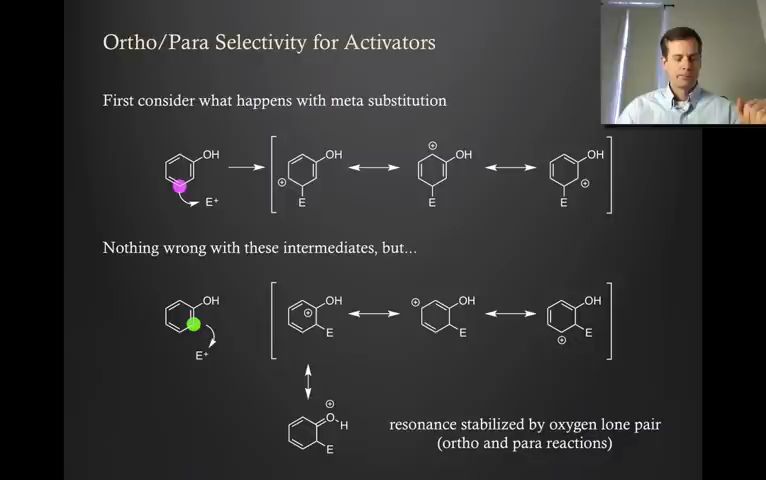 Ortho/Para Selectivity for Activators
First consider what happens with meta substitution
OH OH OH OH
⊕ ⊕ ⊕
E⁺ E E E
Nothing wrong with these intermediates, but...
OH OH OH OH
⊕ ⊕ ⊕
E⁺ E E E
⊕
O H
E
resonance stabilized by oxygen lone pair
(ortho and para reactions)